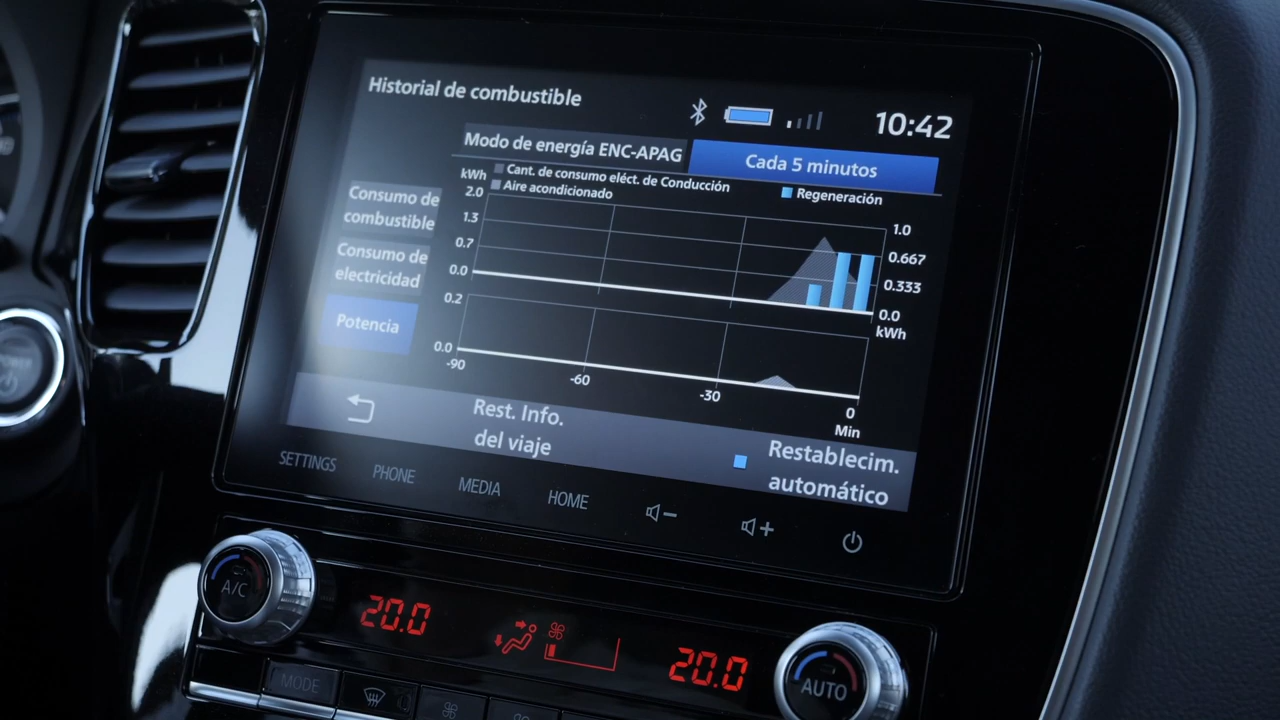 Historial de combustible
10:42
Modo de energía ENC-APAG
Cada 5 minutos
kWh
Cant. de consumo eléct. de Conducción
Aire acondicionado
Regeneración
2.0
1.3
0.7
0.0
1.0
0.667
0.333
0.0
kWh
0.2
0.0
-90
-60
-30
0
Min
Consumo de
combustible
Consumo de
electricidad
Potencia
Rest. Info.
del viaje
Restablecim.
automático
SETTINGS
PHONE
MEDIA
HOME
A/C
20.0
20.0
AUTO
MODE